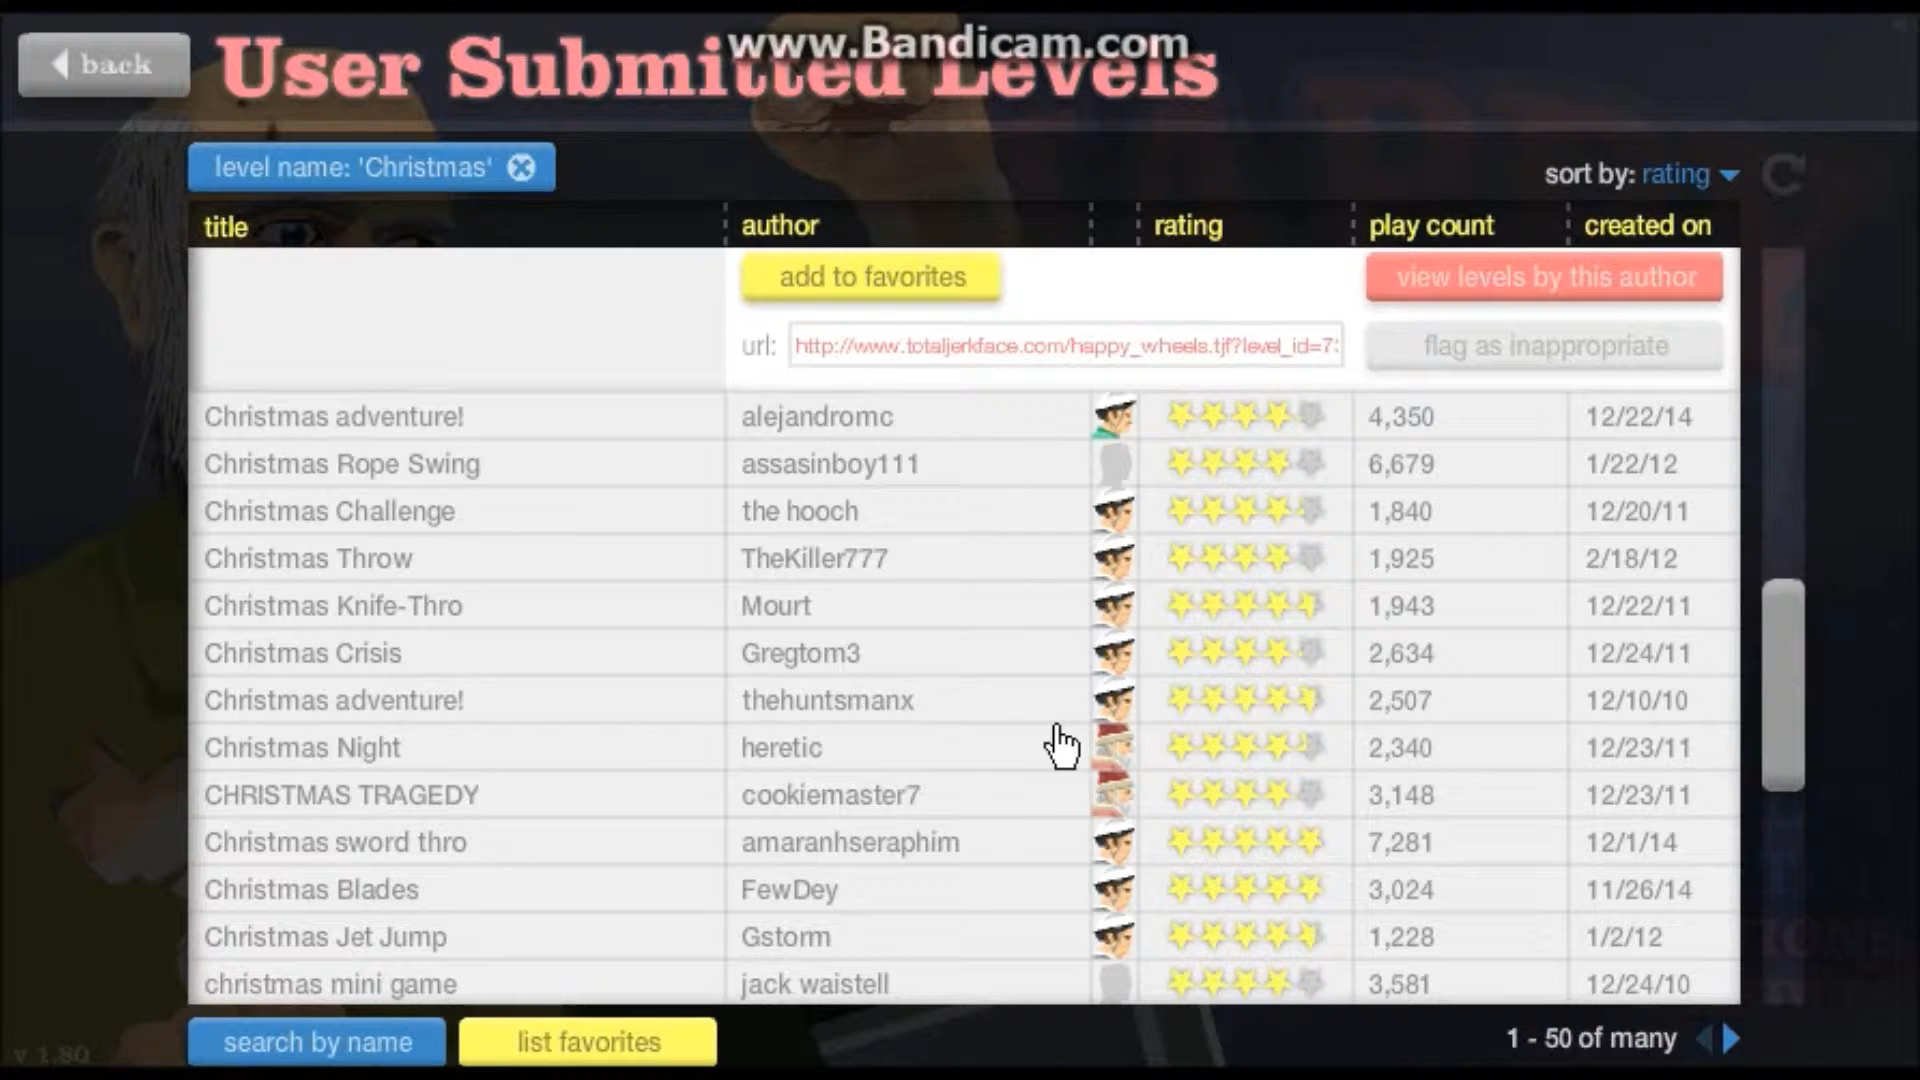 back
User Submitted Levels
www.Bandicam.com
level name: 'Christmas'
sort by: rating
title author rating play count created on
add to favorites view levels by this author
url: http://www.totaljerkface.com/happy_wheels.tjf?level_id=7 flag as inappropriate
Christmas adventure! alejandromc 4,350 12/22/14
Christmas Rope Swing assasinboy111 6,679 1/22/12
Christmas Challenge the hooch 1,840 12/20/11
Christmas Throw TheKiller777 1,925 2/18/12
Christmas Knife-Thro Mourt 1,943 12/22/11
Christmas Crisis Gregtom3 2,634 12/24/11
Christmas adventure! thehuntsmanx 2,507 12/10/10
Christmas Night heretic 2,340 12/23/11
CHRISTMAS TRAGEDY cookiemaster7 3,148 12/23/11
Christmas sword thro amaranhseraphim 7,281 12/1/14
Christmas Blades FewDey 3,024 11/26/14
Christmas Jet Jump Gstorm 1,228 1/2/12
christmas mini game jack waistell 3,581 12/24/10
search by name list favorites 1 - 50 of many
v 1.80